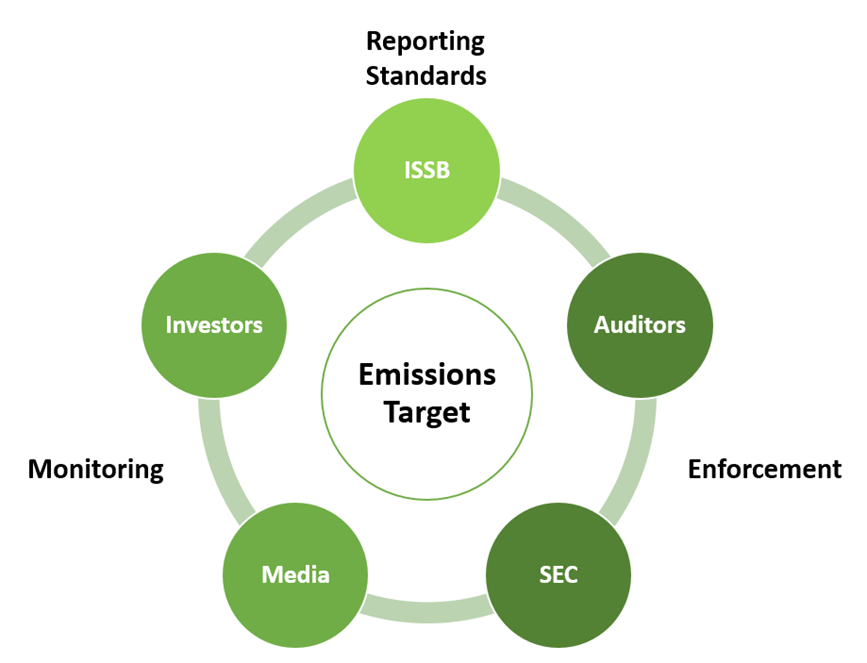 Reporting
Standards
ISSB
Investors
Auditors
Emissions
Target
Monitoring
Enforcement
Media
SEC